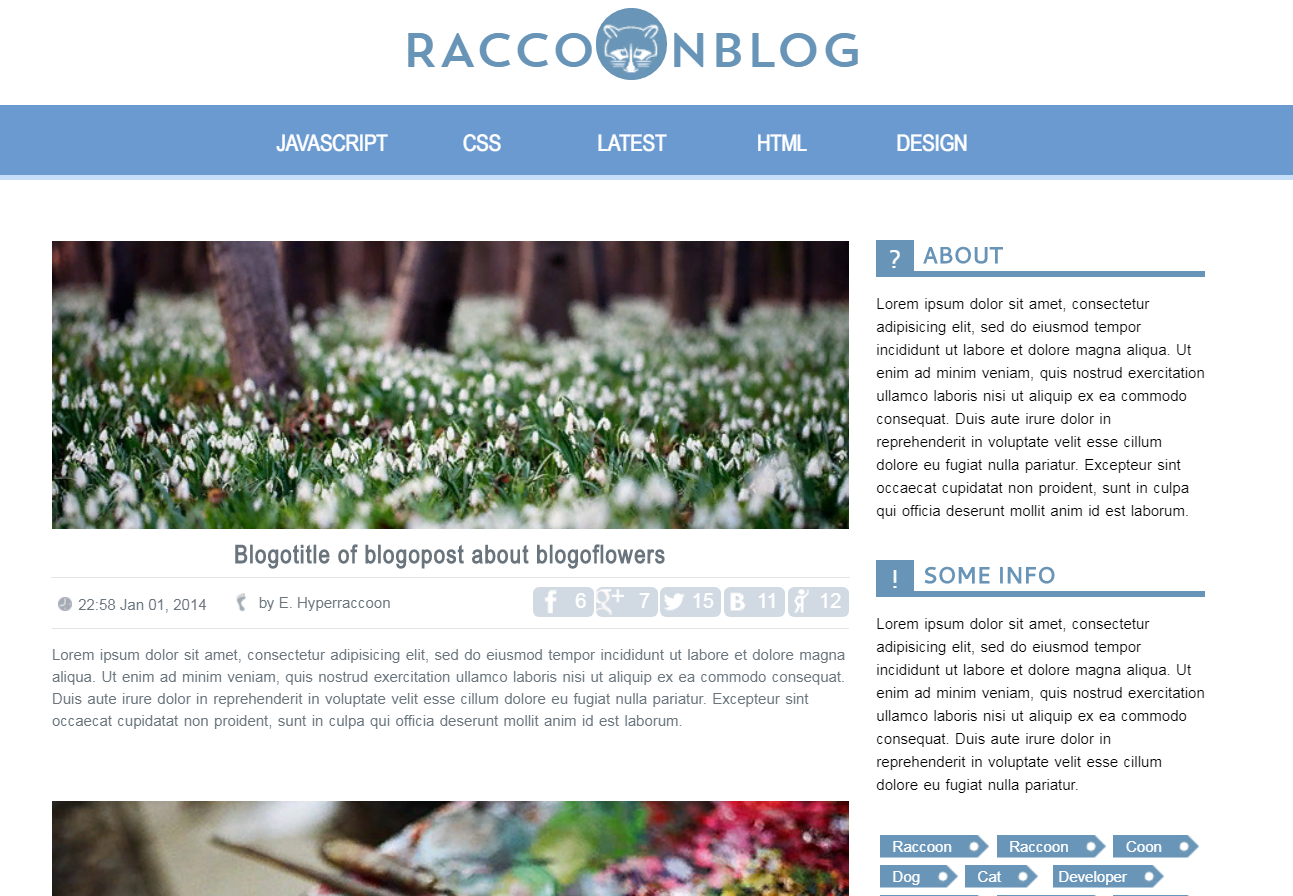 RACCOONBLOG
JAVASCRIPT CSS LATEST HTML DESIGN
Blogotitle of blogopost about blogoflowers
22:58 Jan 01, 2014 by E. Hyperraccoon 6 7 15 11 12
Lorem ipsum dolor sit amet, consectetur adipisicing elit, sed do eiusmod tempor incididunt ut labore et dolore magna
aliqua. Ut enim ad minim veniam, quis nostrud exercitation ullamco laboris nisi ut aliquip ex ea commodo consequat.
Duis aute irure dolor in reprehenderit in voluptate velit esse cillum dolore eu fugiat nulla pariatur. Excepteur sint
occaecat cupidatat non proident, sunt in culpa qui officia deserunt mollit anim id est laborum.
? ABOUT
Lorem ipsum dolor sit amet, consectetur
adipisicing elit, sed do eiusmod tempor
incididunt ut labore et dolore magna aliqua. Ut
enim ad minim veniam, quis nostrud exercitation
ullamco laboris nisi ut aliquip ex ea commodo
consequat. Duis aute irure dolor in
reprehenderit in voluptate velit esse cillum
dolore eu fugiat nulla pariatur. Excepteur sint
occaecat cupidatat non proident, sunt in culpa
qui officia deserunt mollit anim id est laborum.
! SOME INFO
Lorem ipsum dolor sit amet, consectetur
adipisicing elit, sed do eiusmod tempor
incididunt ut labore et dolore magna aliqua. Ut
enim ad minim veniam, quis nostrud exercitation
ullamco laboris nisi ut aliquip ex ea commodo
consequat. Duis aute irure dolor in
reprehenderit in voluptate velit esse cillum
dolore eu fugiat nulla pariatur.
Raccoon Raccoon Coon
Dog Cat Developer